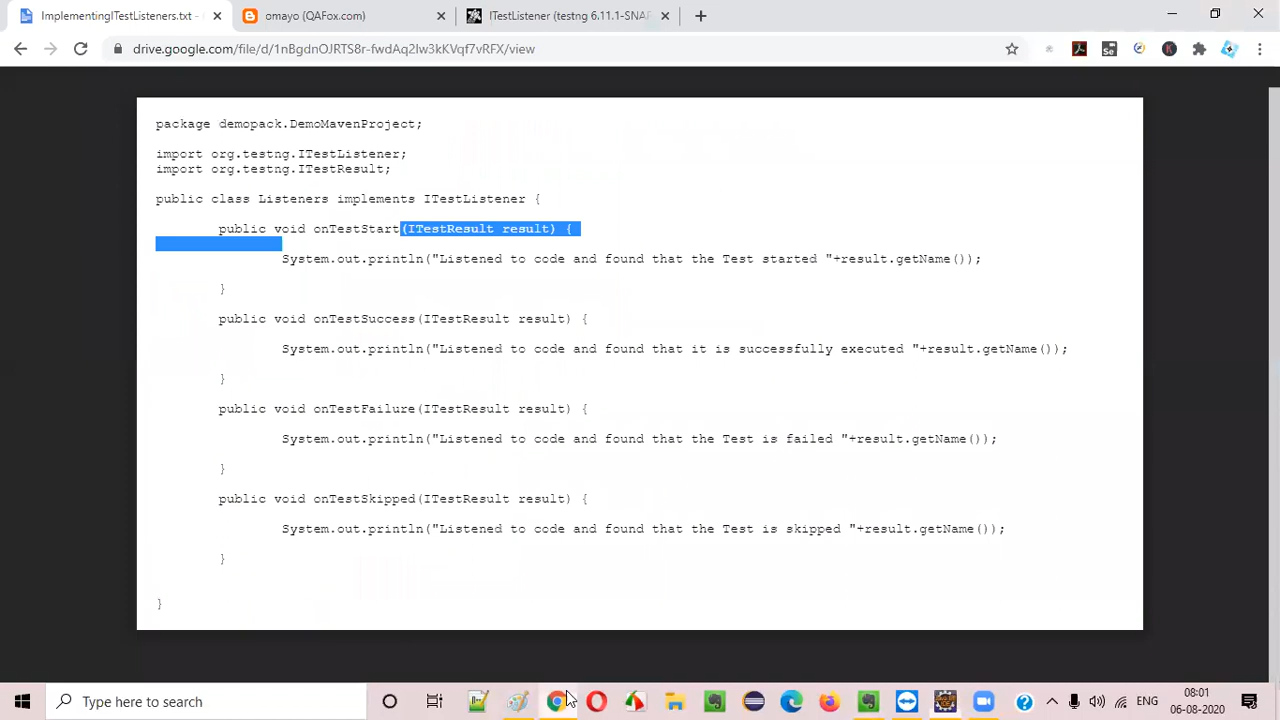 ImplementingITestListeners.txt -
omayo (QAFox.com)
ITestListener (testng 6.11.1-SNAP
drive.google.com/file/d/1nBgdnOJRTS8r-fwdAq2lw3kKVqf7vRFX/view
package demopack.DemoMavenProject;
import org.testng.ITestListener;
import org.testng.ITestResult;
public class Listeners implements ITestListener {
public void onTestStart(ITestResult result) {
System.out.println("Listened to code and found that the Test started "+result.getName());
}
public void onTestSuccess(ITestResult result) {
System.out.println("Listened to code and found that it is successfully executed "+result.getName());
}
public void onTestFailure(ITestResult result) {
System.out.println("Listened to code and found that the Test is failed "+result.getName());
}
public void onTestSkipped(ITestResult result) {
System.out.println("Listened to code and found that the Test is skipped "+result.getName());
}
}
Type here to search
ENG
08:01
06-08-2020